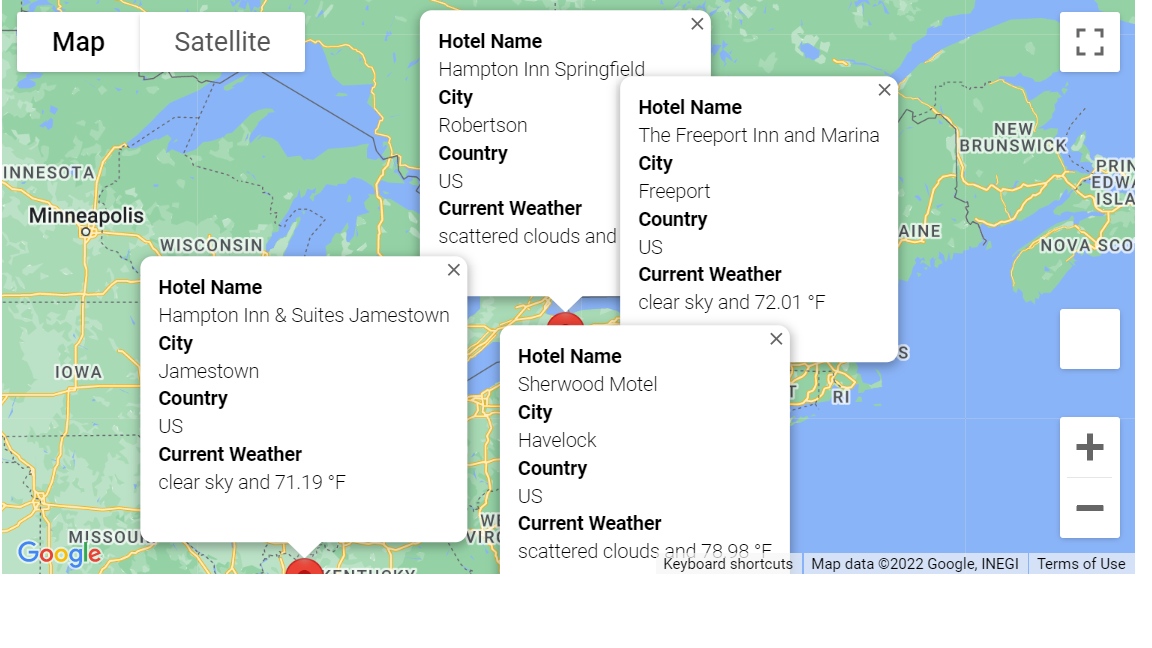 Map
Satellite
Hotel Name
Hampton Inn Springfield
City
Robertson
Country
US
Current Weather
scattered clouds and
Hotel Name
The Freeport Inn and Marina
City
Freeport
Country
US
Current Weather
clear sky and 72.01 °F
Hotel Name
Hampton Inn & Suites Jamestown
City
Jamestown
Country
US
Current Weather
clear sky and 71.19 °F
Hotel Name
Sherwood Motel
City
Havelock
Country
US
Current Weather
scattered clouds and 78.98 °F
INNESOTA
Minneapolis
WISCONSIN
IOWA
MISSOU
KENTUCKY
WE
VIRG
NEW
BRUNSWICK
PRIN
EDWA
ISLA
NOVA SCO
AINE
S
T
RI
Google
Keyboard shortcuts
Map data ©2022 Google, INEGI
Terms of Use